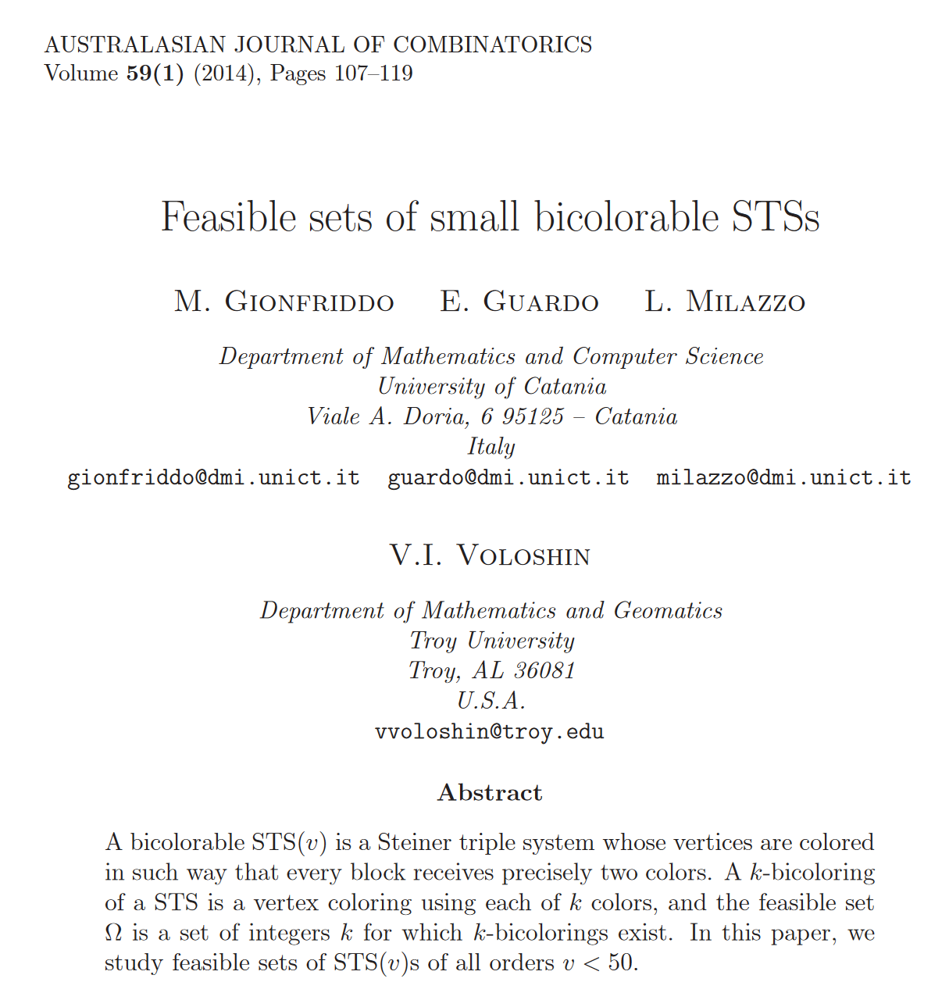 AUSTRALASIAN JOURNAL OF COMBINATORICS
Volume 59(1) (2014), Pages 107–119
Feasible sets of small bicolorable STSs
M. Gionfriddo E. Guardo L. Milazzo
Department of Mathematics and Computer Science
University of Catania
Viale A. Doria, 6 95125 – Catania
Italy
gionfriddo@dmi.unict.it guardo@dmi.unict.it milazzo@dmi.unict.it
V.I. Voloshin
Department of Mathematics and Geomatics
Troy University
Troy, AL 36081
U.S.A.
vvoloshin@troy.edu
Abstract
A bicolorable STS(v) is a Steiner triple system whose vertices are colored
in such way that every block receives precisely two colors. A k-bicoloring
of a STS is a vertex coloring using each of k colors, and the feasible set
Ω is a set of integers k for which k-bicolorings exist. In this paper, we
study feasible sets of STS(v)s of all orders v < 50.